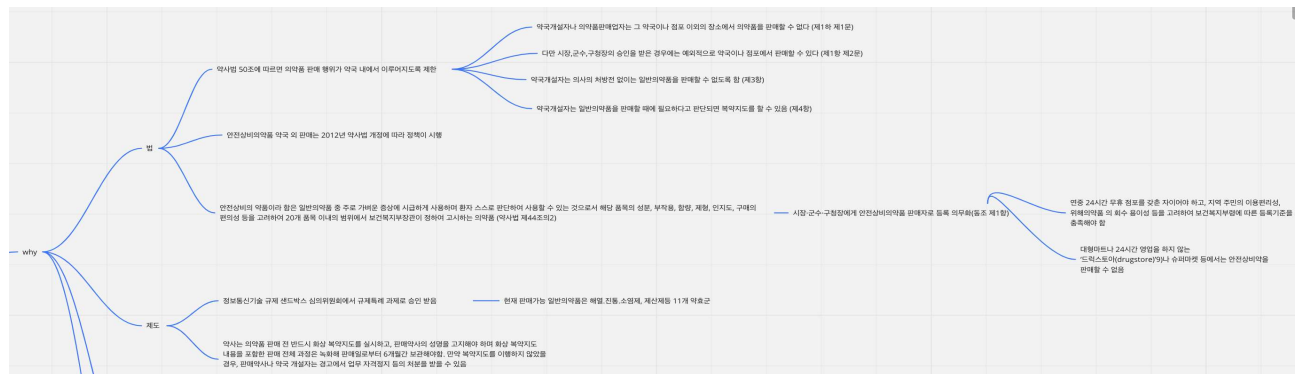 why
법
약사법 50조에 따르면 의약품 판매 행위가 약국 내에서 이루어지도록 제한
약국개설자나 의약품판매업자는 그 약국이나 점포 이외의 장소에서 의약품을 판매할 수 없다 (제1하 제1문)
다만 시장,군수,구청장의 승인을 받은 경우에는 예외적으로 약국이나 점포에서 판매할 수 있다 (제1항 제2문)
약국개설자는 의사의 처방전 없이는 일반의약품을 판매할 수 없도록 함 (제3항)
약국개설자는 일반의약품을 판매할 때에 필요하다고 판단되면 복약지도를 할 수 있음 (제4항)
안전상비의약품 약국 외 판매는 2012년 약사법 개정에 따라 정책이 시행
안전상비의 약품이라 함은 일반의약품 중 주로 가벼운 증상에 시급하게 사용하며 환자 스스로 판단하여 사용할 수 있는 것으로서 해당 품목의 성분, 부작용, 함량, 제형, 인지도, 구매의
편의성 등을 고려하여 20개 품목 이내의 범위에서 보건복지부장관이 정하여 고시하는 의약품 (약사법 제44조의2)
시장·군수·구청장에게 안전상비의약품 판매자로 등록 의무화(동조 제1항)
연중 24시간 무휴 점포를 갖춘 자이어야 하고, 지역 주민의 이용편리성,
위해의약품 의 회수 용이성 등을 고려하여 보건복지부령에 따른 등록기준을
충족해야 함
대형마트나 24시간 영업을 하지 않는
'드럭스토어(drugstore)'9)나 슈퍼마켓 등에서는 안전상비약을
판매할 수 없음
제도
정보통신기술 규제 샌드박스 심의위원회에서 규제특례 과제로 승인 받음
현재 판매가능 일반의약품은 해열.진통.소염제, 제산제등 11개 약효군
약사는 의약품 판매 전 반드시 화상 복약지도를 실시하고, 판매약사의 성명을 고지해야 하며 화상 복약지도
내용을 포함한 판매 전체 과정은 녹화해 판매일로부터 6개월간 보관해야함. 만약 복약지도를 이행하지 않았을
경우, 판매약사나 약국 개설자는 경고에서 업무 자격정지 등의 처분을 받을 수 있음